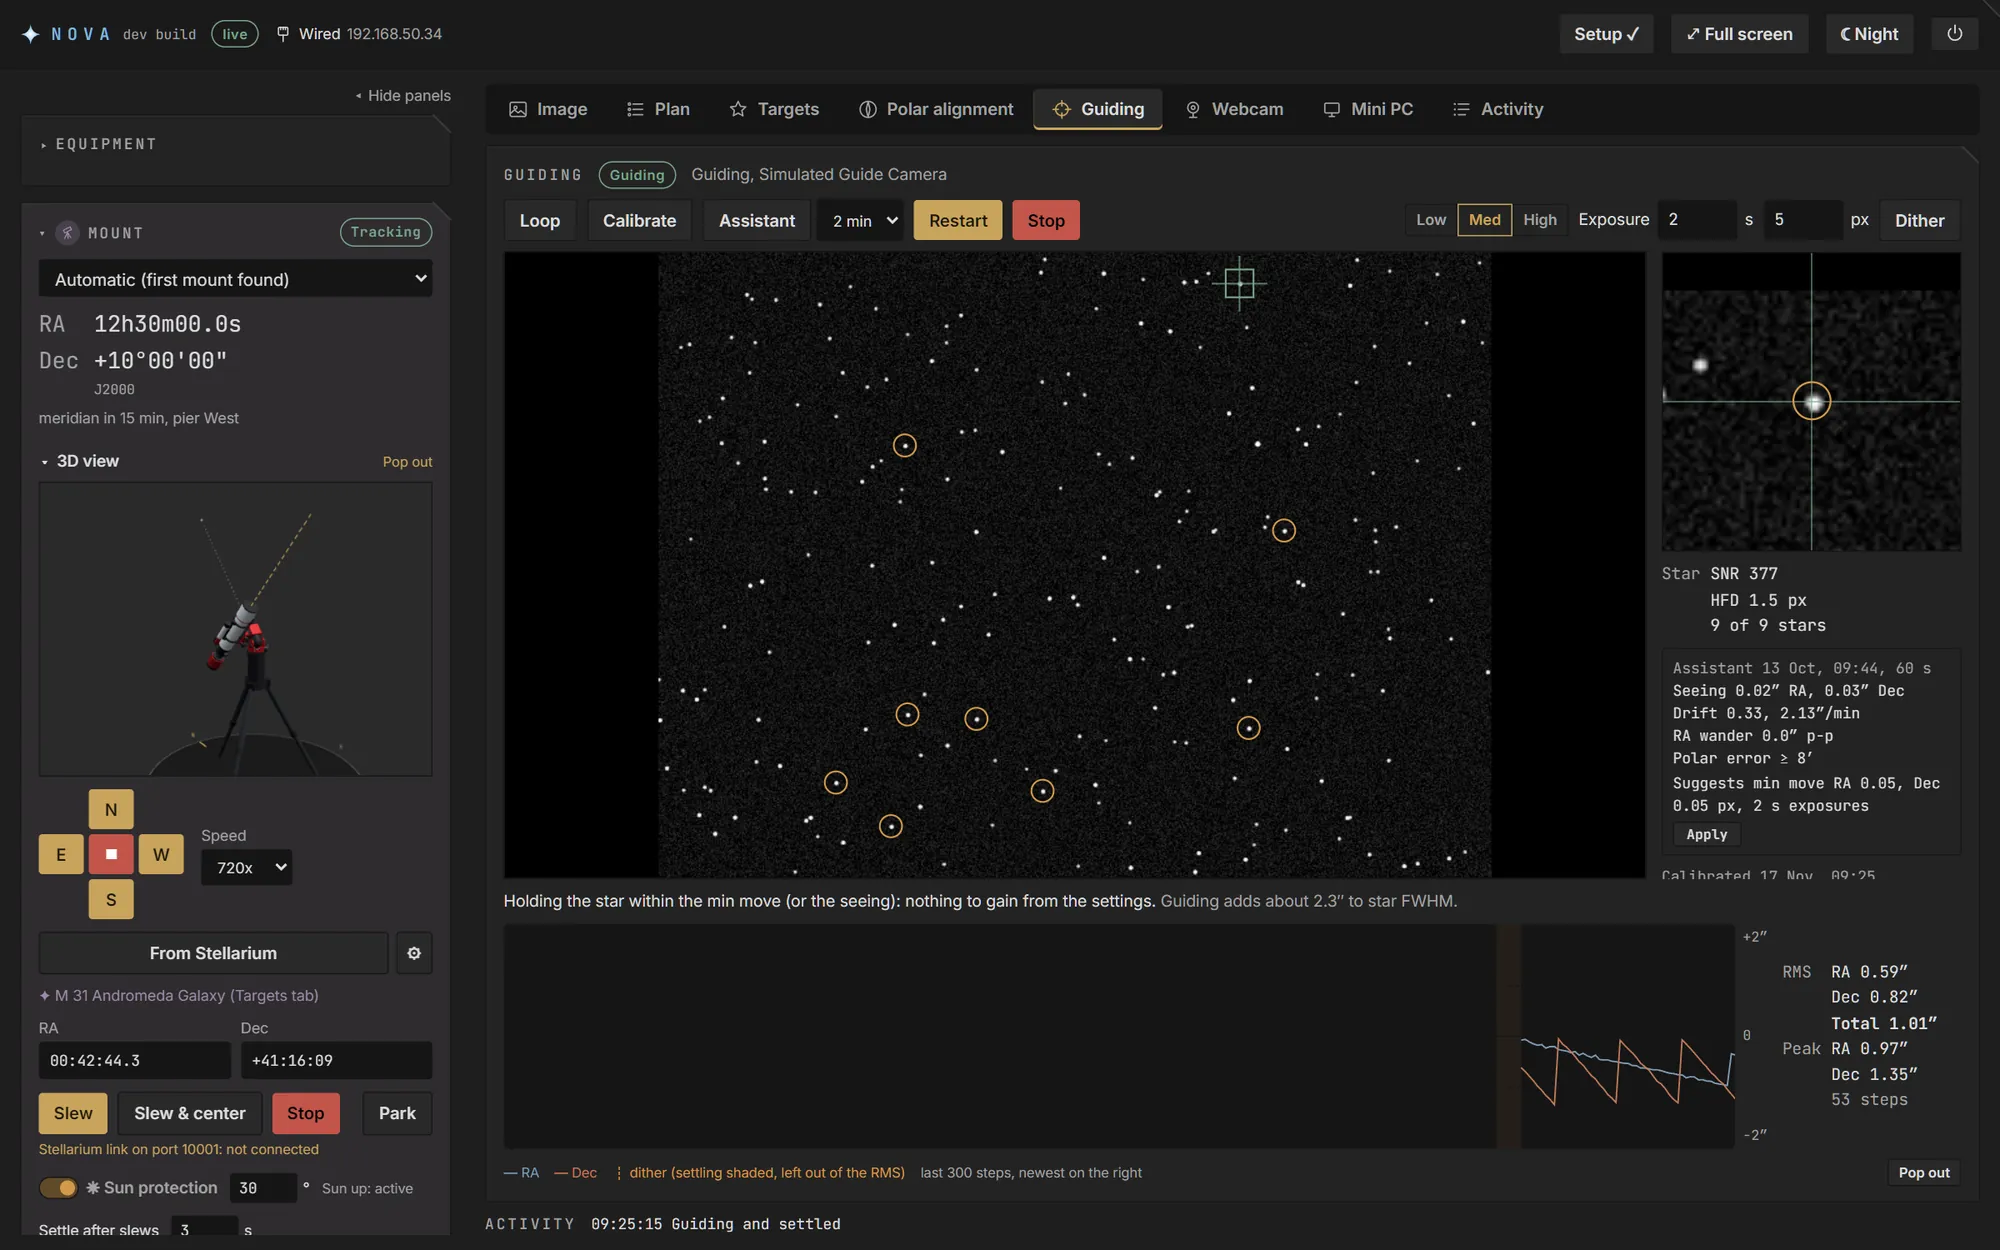 NOVA dev build live Wired 192.168.50.34 Setup ✓ Full screen Night
Hide panels
EQUIPMENT
MOUNT Tracking
Automatic (first mount found)
RA 12h30m00.0s
Dec +10°00'00"
J2000
meridian in 15 min, pier West
3D view Pop out
N
E W
S
Speed
720x
From Stellarium
M 31 Andromeda Galaxy (Targets tab)
RA Dec
00:42:44.3 +41:16:09
Slew Slew & center Stop Park
Stellarium link on port 10001: not connected
Sun protection 30 ° Sun up: active
Settle after slews 3 s
Image Plan Targets Polar alignment Guiding Webcam Mini PC Activity
GUIDING Guiding Guiding, Simulated Guide Camera
Loop Calibrate Assistant 2 min Restart Stop Low Med High Exposure 2 s 5 px Dither
Star SNR 377
HFD 1.5 px
9 of 9 stars
Assistant 13 Oct, 09:44, 60 s
Seeing 0.02″ RA, 0.03″ Dec
Drift 0.33, 2.13″/min
RA wander 0.0″ p-p
Polar error ≥ 8′
Suggests min move RA 0.05, Dec
0.05 px, 2 s exposures
Apply
Calibrated 17 Nov, 09:25
Holding the star within the min move (or the seeing): nothing to gain from the settings. Guiding adds about 2.3″ to star FWHM.
+2″
0
-2″
RMS RA 0.59″
Dec 0.82″
Total 1.01″
Peak RA 0.97″
Dec 1.35″
53 steps
RA Dec dither (settling shaded, left out of the RMS) last 300 steps, newest on the right Pop out
ACTIVITY 09:25:15 Guiding and settled